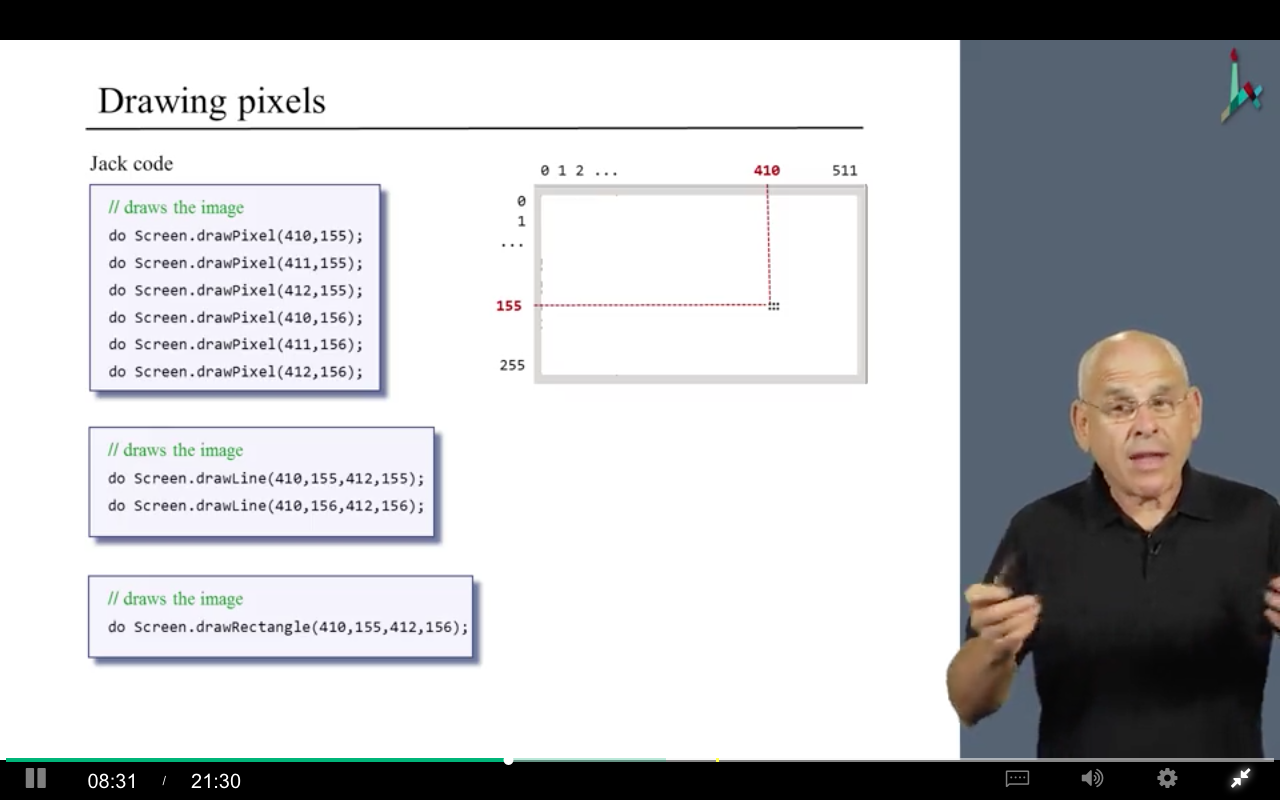 Drawing pixels
Jack code
// draws the image
do Screen.drawPixel(410,155);
do Screen.drawPixel(411,155);
do Screen.drawPixel(412,155);
do Screen.drawPixel(410,156);
do Screen.drawPixel(411,156);
do Screen.drawPixel(412,156);
// draws the image
do Screen.drawLine(410,155,412,155);
do Screen.drawLine(410,156,412,156);
// draws the image
do Screen.drawRectangle(410,155,412,156);
0 1 2 ... 410 511
0
1
...
155
255
08:31 / 21:30